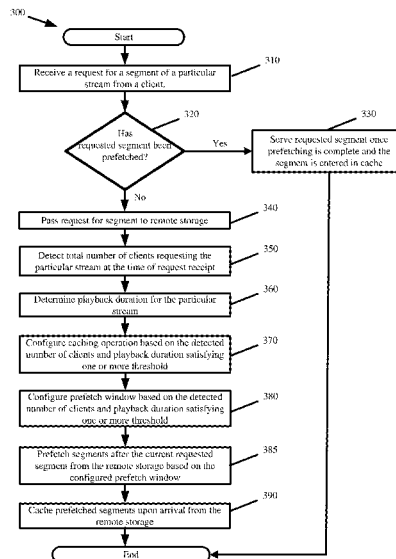 300
Start
Receive a request for a segment of a particular
stream from a client.
310
320
Has
requested segment been
prefetched?
Yes
330
Serve requested segment once
prefetching is complete and the
segment is entered in cache
No
Pass request for segment to remote storage
340
Detect total number of clients requesting the
particular stream at the time of request receipt
350
Determine playback duration for the particular
stream
360
Configure caching operation based on the detected
number of clients and playback duration satisfying
one or more threshold
370
Configure prefetch window based on the detected
number of clients and playback duration satisfying
one or more threshold
380
Prefetch segments after the current requested
segment from the remote storage based on the
configured prefetch window
385
Cache prefetched segments upon arrival from the
remote storage
390
End